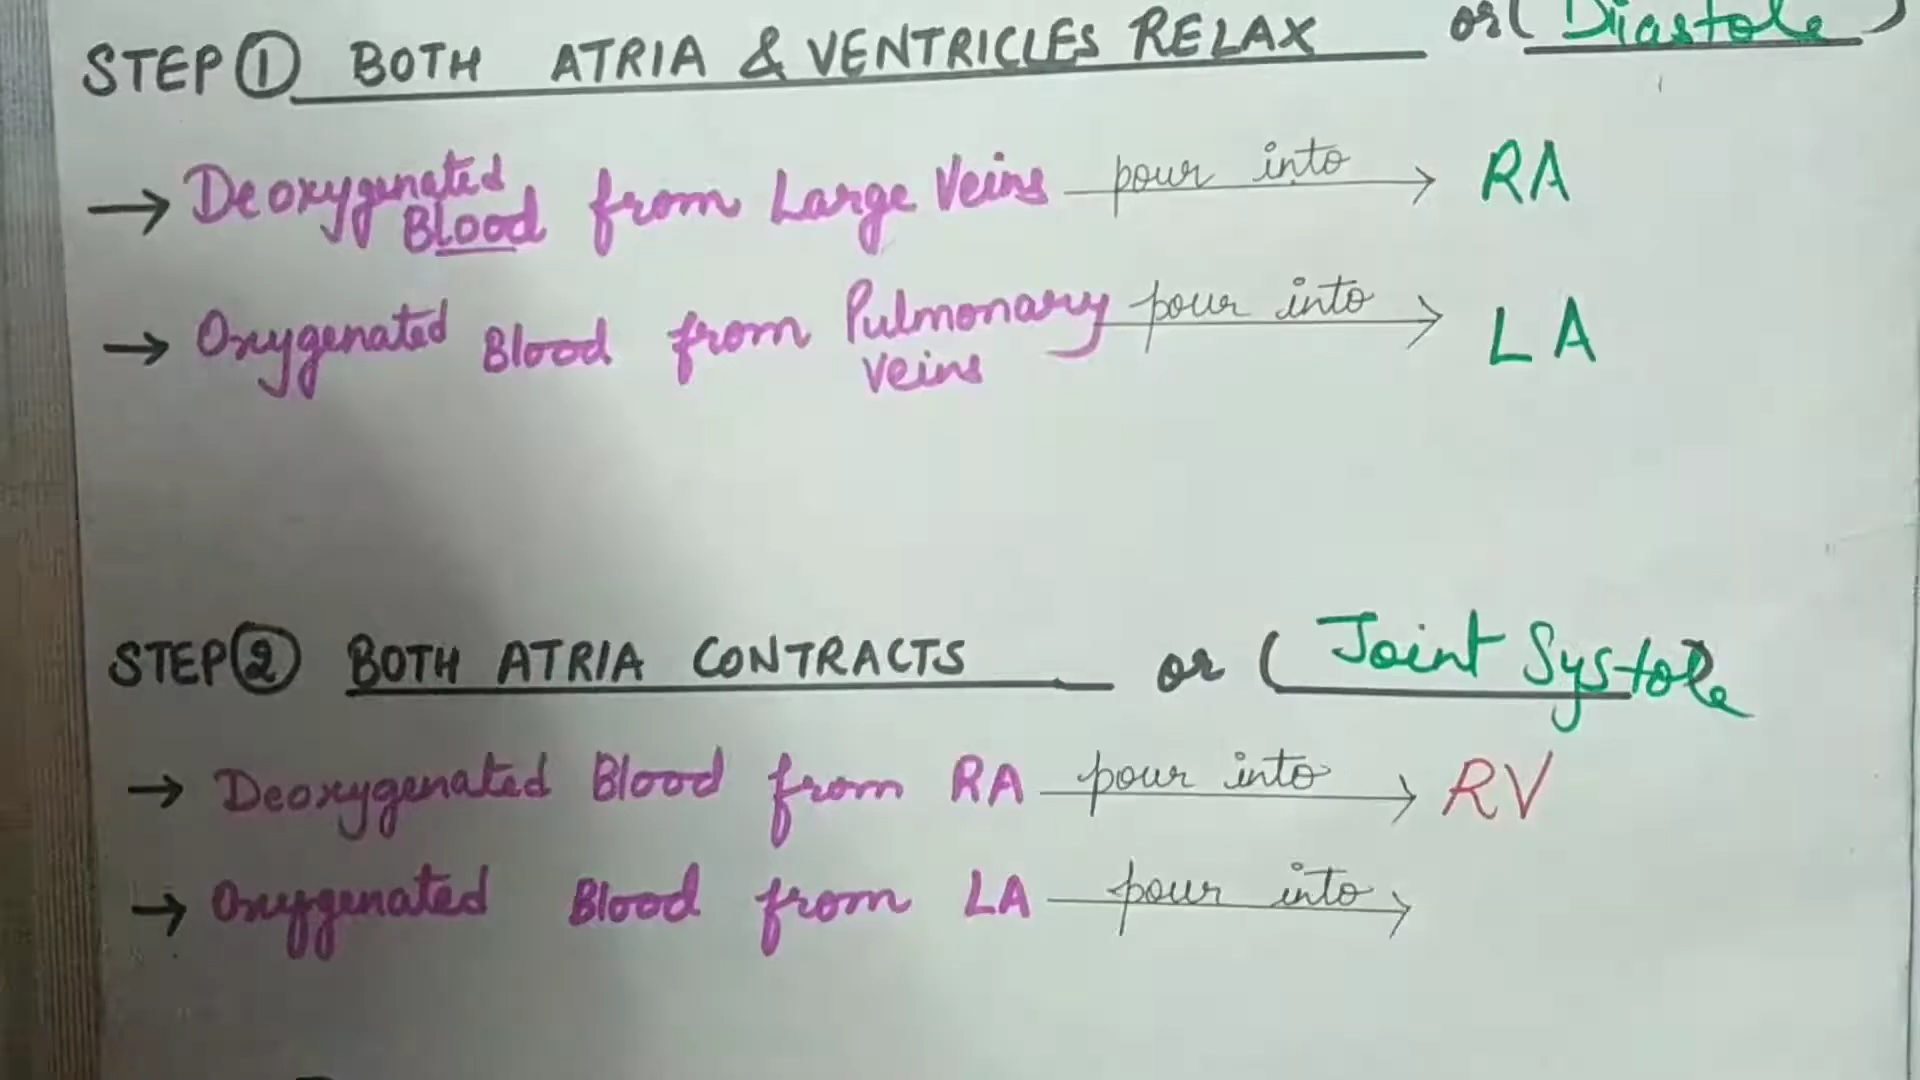 STEP ① BOTH ATRIA & VENTRICLES RELAX or (Diastole)
→ Deoxygenated Blood from Large Veins pour into → RA
→ Oxygenated Blood from Pulmonary Veins pour into → LA
STEP ② BOTH ATRIA CONTRACTS or (Joint Systole
→ Deoxygenated Blood from RA pour into → RV
→ Oxygenated Blood from LA pour into →